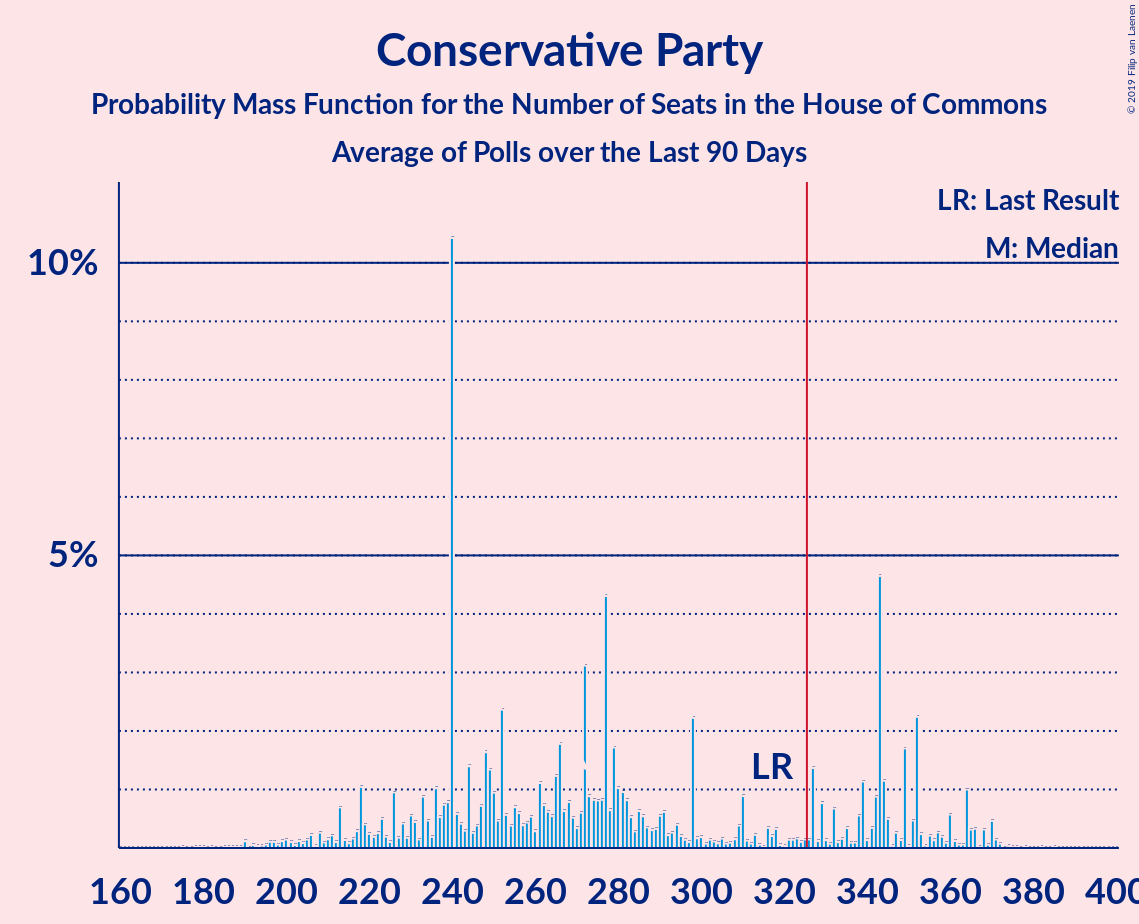 Conservative Party
Probability Mass Function for the Number of Seats in the House of Commons
Average of Polls over the Last 90 Days
© 2019 Filip van Laenen
LR: Last Result
M: Median
10%
5%
LR
160 180 200 220 240 260 280 300 320 340 360 380 400